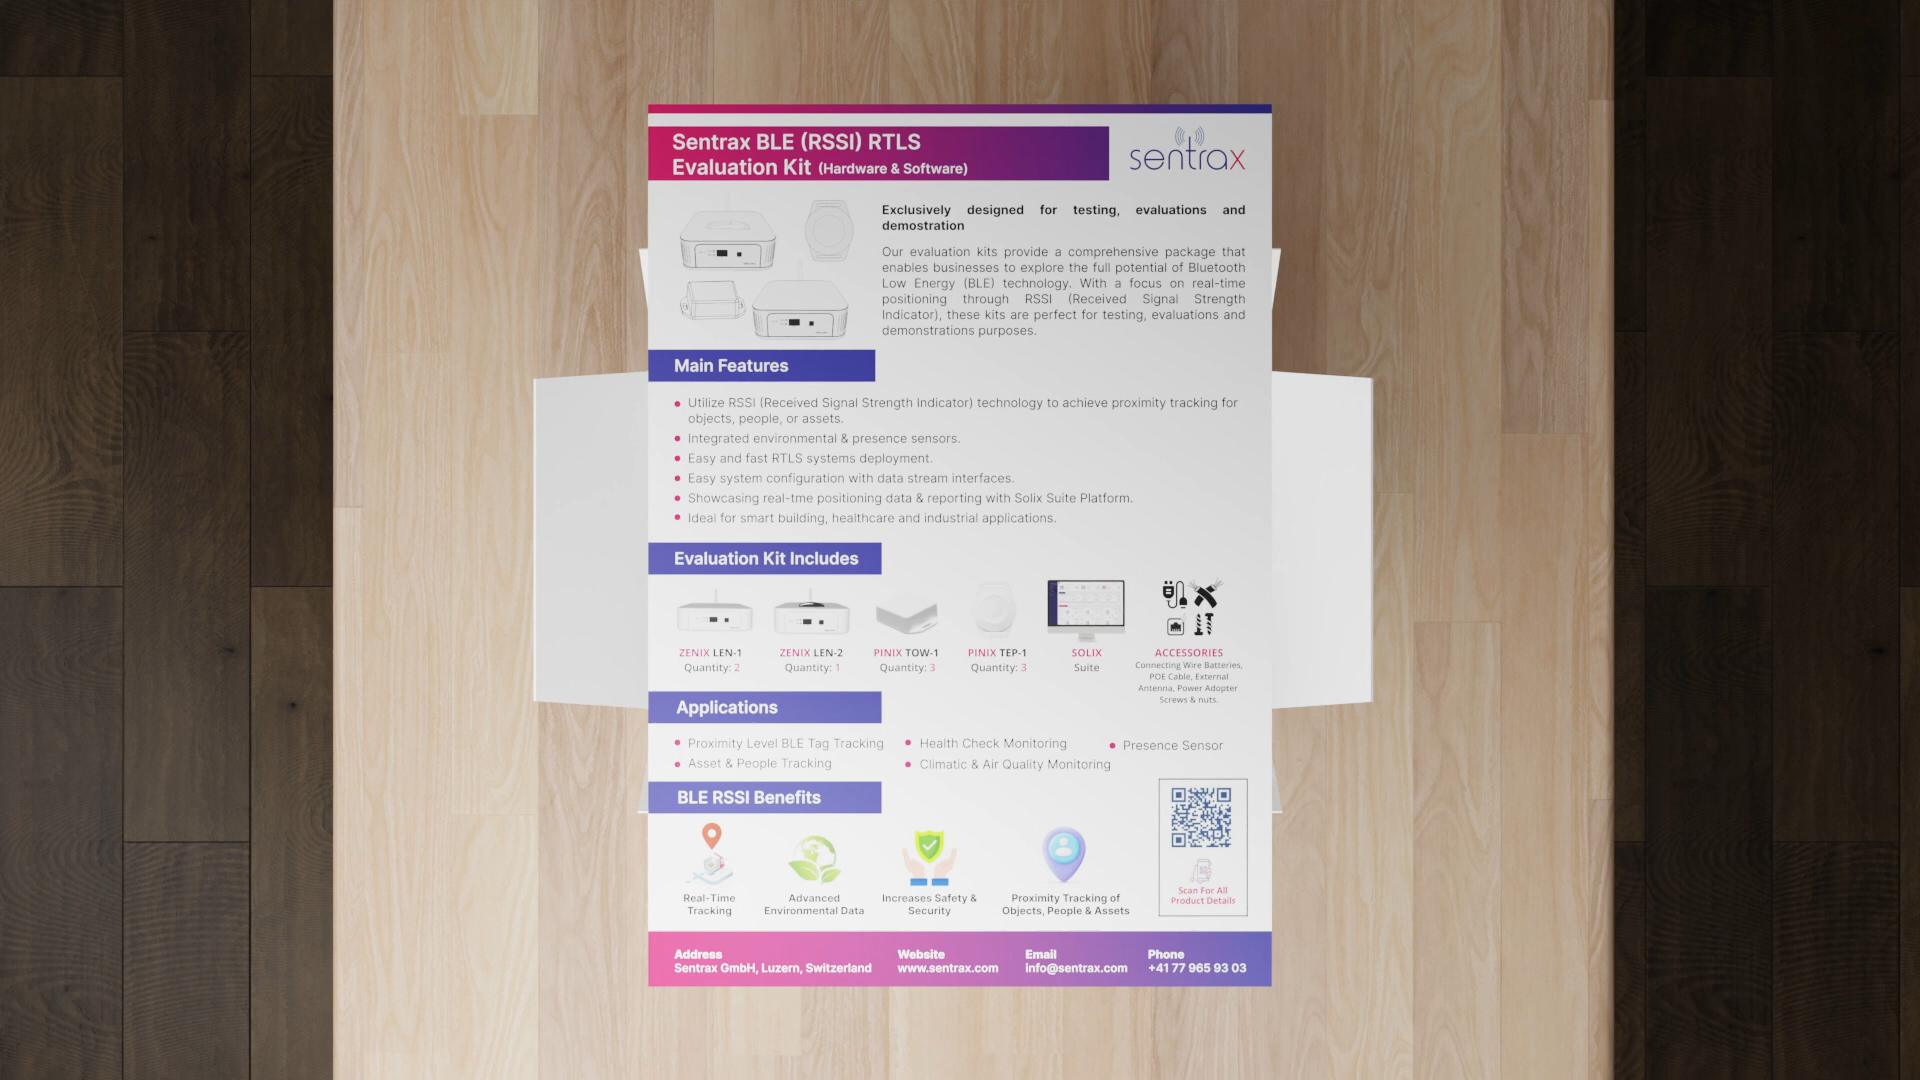 Sentrax BLE (RSSI) RTLS
Evaluation Kit (Hardware & Software)
sentrax
Exclusively designed for testing, evaluations and
demostration
Our evaluation kits provide a comprehensive package that
enables businesses to explore the full potential of Bluetooth
Low Energy (BLE) technology. With a focus on real-time
positioning through RSSI (Received Signal Strength
Indicator), these kits are perfect for testing, evaluations and
demonstrations purposes.
Main Features
Utilize RSSI (Received Signal Strength Indicator) technology to achieve proximity tracking for
objects, people, or assets.
Integrated environmental & presence sensors.
Easy and fast RTLS systems deployment.
Easy system configuration with data stream interfaces.
Showcasing real-tme positioning data & reporting with Solix Suite Platform.
Ideal for smart building, healthcare and industrial applications.
Evaluation Kit Includes
ZENIX LEN-1
Quantity: 2
ZENIX LEN-2
Quantity: 1
PINIX TOW-1
Quantity: 3
PINIX TEP-1
Quantity: 3
SOLIX
Suite
ACCESSORIES
Connecting Wire Batteries,
POE Cable, External
Antenna, Power Adopter
Screws & nuts.
Applications
Proximity Level BLE Tag Tracking
Asset & People Tracking
Health Check Monitoring
Climatic & Air Quality Monitoring
Presence Sensor
BLE RSSI Benefits
Real-Time
Tracking
Advanced
Environmental Data
Increases Safety &
Security
Proximity Tracking of
Objects, People & Assets
Scan For All
Product Details
Address
Sentrax GmbH, Luzern, Switzerland
Website
www.sentrax.com
Email
info@sentrax.com
Phone
+41 77 965 93 03